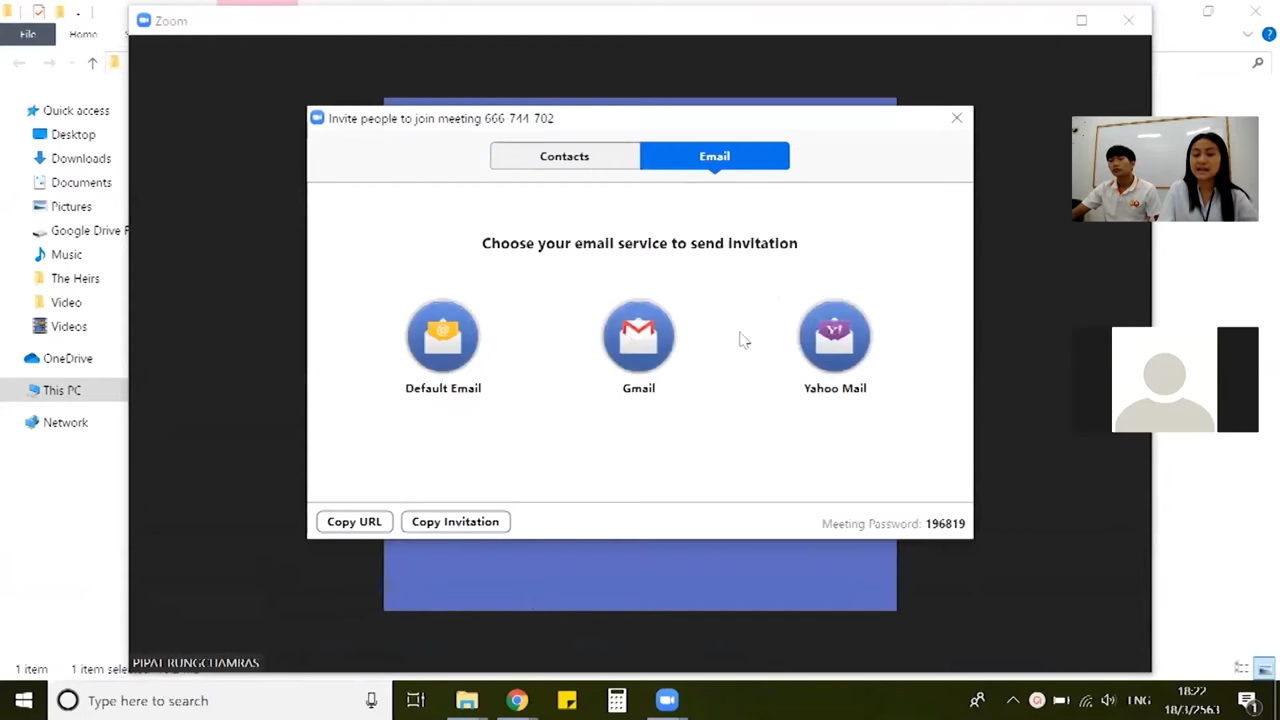 Zoom
File
Home
Invite people to join meeting 666-744-702
Contacts
Email
Quick access
Desktop
Downloads
Documents
Pictures
Google Drive F
Music
The Heirs
Video
Videos
OneDrive
This PC
Network
Choose your email service to send invitation
Default Email
Gmail
Yahoo Mail
Copy URL
Copy Invitation
Meeting Password: 196819
PIPAT RUNGCHAMRAS
1 item
1 item
Type here to search
ENG
18:22
18/3/2563
1